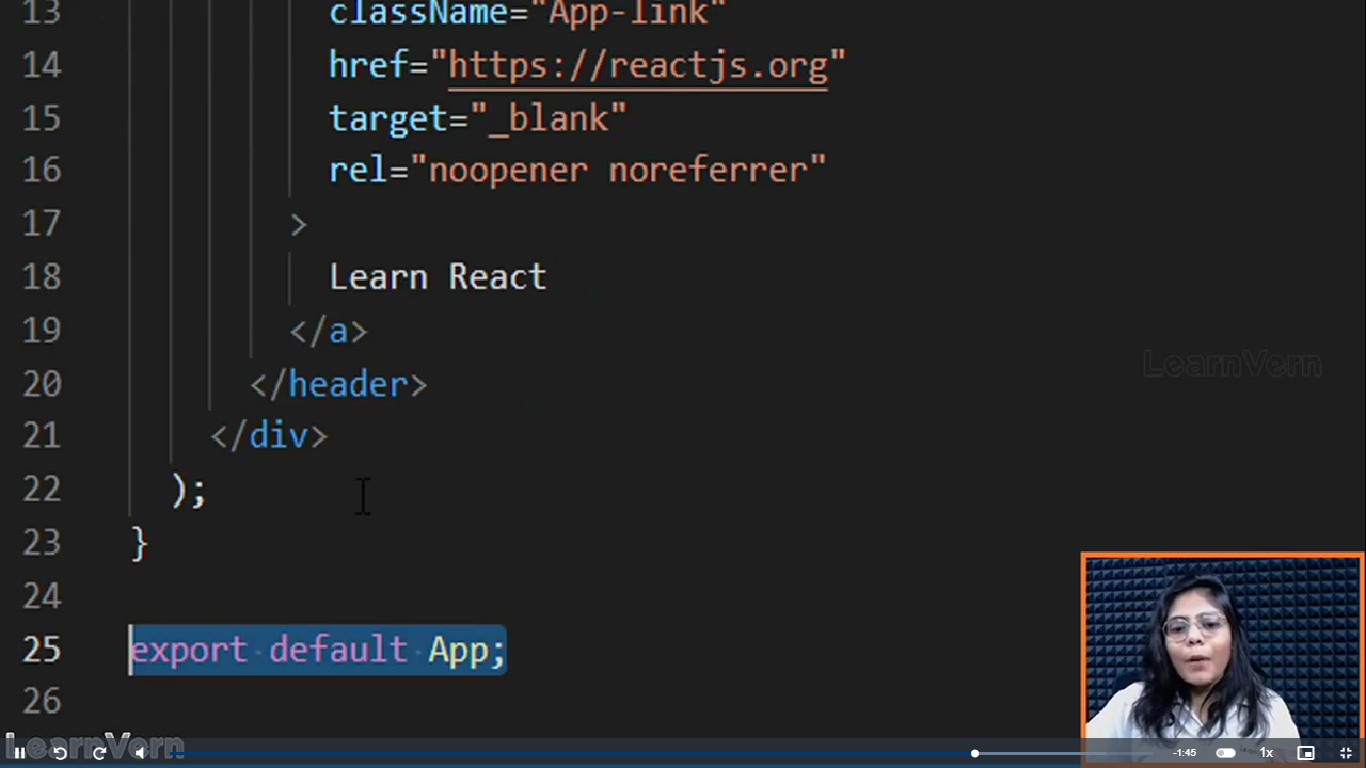 13 className="App-link"
14 href="https://reactjs.org"
15 target="_blank"
16 rel="noopener noreferrer"
17 >
18 Learn React
19 </a>
20 </header>
21 </div>
22 );
23 }
24
25 export default App;
26
LearnVern
LearnVern
-1:45 1x